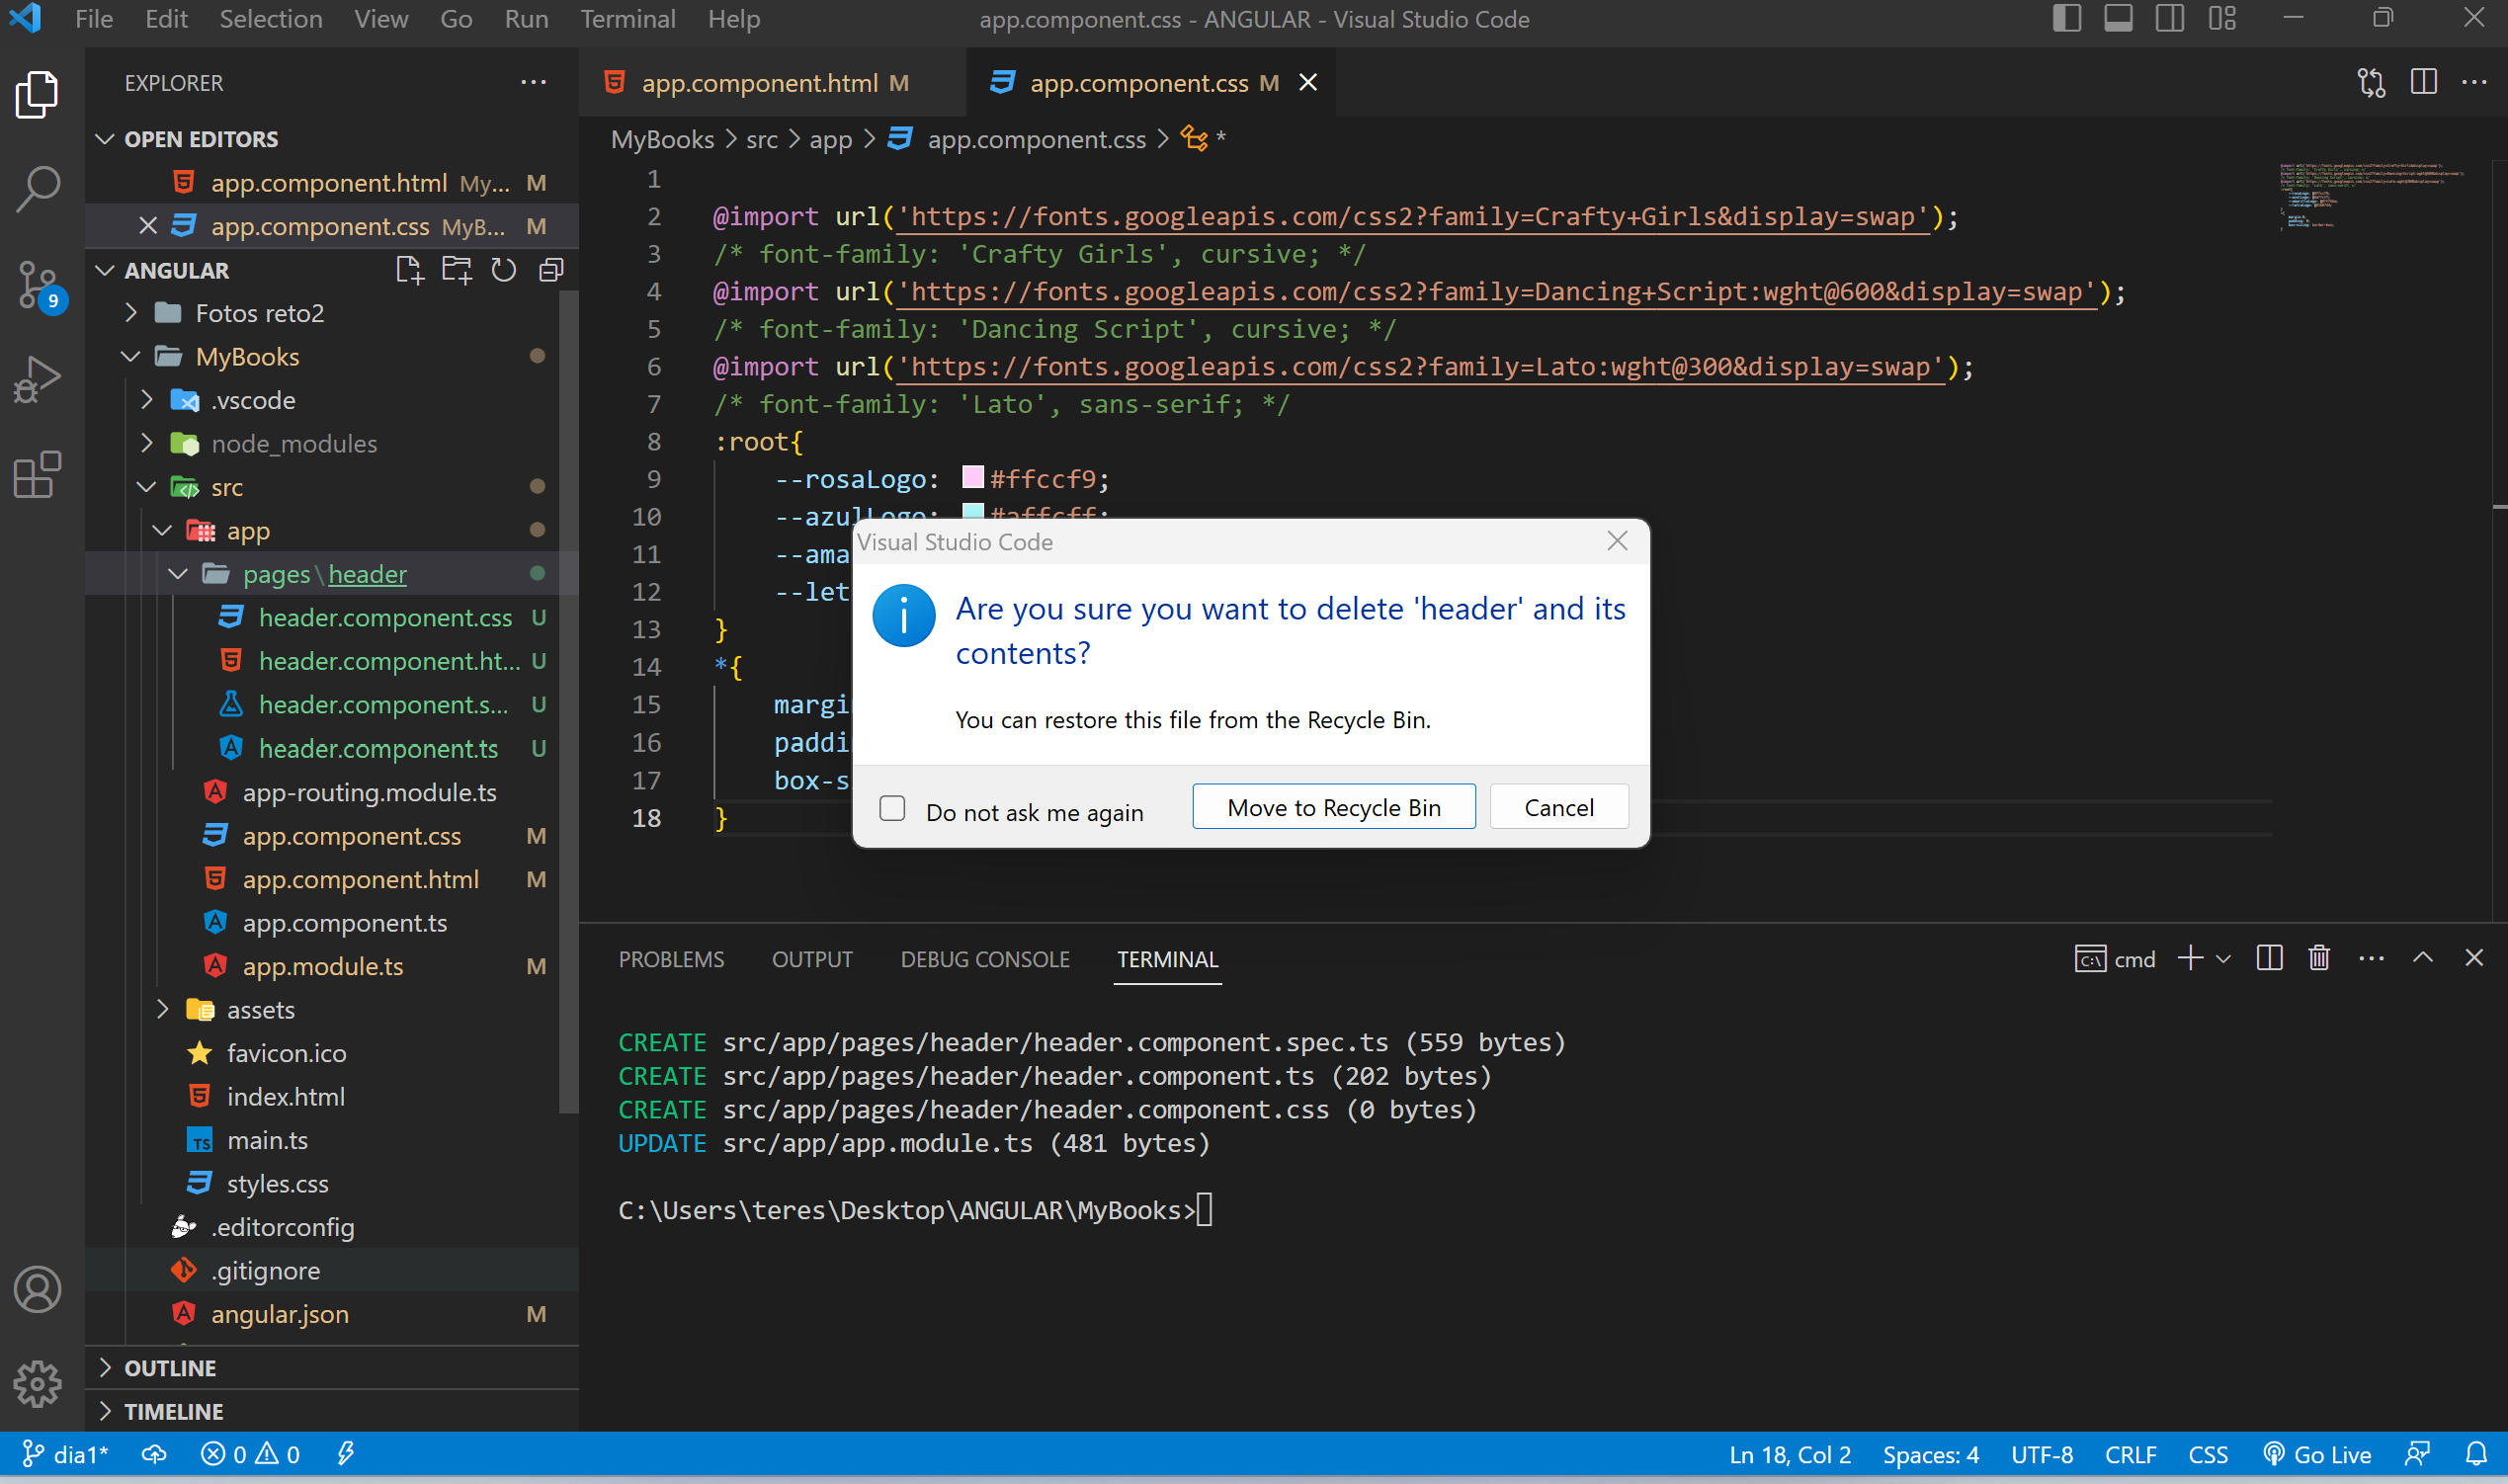 File Edit Selection View Go Run Terminal Help
app.component.css - ANGULAR - Visual Studio Code
EXPLORER
OPEN EDITORS
app.component.html My... M
app.component.css MyB... M
ANGULAR
Fotos reto2
MyBooks
.vscode
node_modules
src
app
pages\header
header.component.css U
header.component.ht... U
header.component.s... U
header.component.ts U
app-routing.module.ts
app.component.css M
app.component.html M
app.component.ts
app.module.ts M
assets
favicon.ico
index.html
main.ts
styles.css
.editorconfig
.gitignore
angular.json M
OUTLINE
TIMELINE
9
app.component.html M
app.component.css M
MyBooks > src > app > app.component.css > *
1
2 @import url('https://fonts.googleapis.com/css2?family=Crafty+Girls&display=swap');
3 /* font-family: 'Crafty Girls', cursive; */
4 @import url('https://fonts.googleapis.com/css2?family=Dancing+Script:wght@600&display=swap');
5 /* font-family: 'Dancing Script', cursive; */
6 @import url('https://fonts.googleapis.com/css2?family=Lato:wght@300&display=swap');
7 /* font-family: 'Lato', sans-serif; */
8 :root{
9 --rosaLogo: #ffccf9;
10 --azulLogo: #affcff;
11 --ama
12 --let
13 }
14 *{
15 margi
16 paddi
17 box-s
18 }
Visual Studio Code
Are you sure you want to delete 'header' and its
contents?
You can restore this file from the Recycle Bin.
Do not ask me again
Move to Recycle Bin
Cancel
PROBLEMS OUTPUT DEBUG CONSOLE TERMINAL
cmd
CREATE src/app/pages/header/header.component.spec.ts (559 bytes)
CREATE src/app/pages/header/header.component.ts (202 bytes)
CREATE src/app/pages/header/header.component.css (0 bytes)
UPDATE src/app/app.module.ts (481 bytes)
C:\Users\teres\Desktop\ANGULAR\MyBooks>
dia1* 0 0
Ln 18, Col 2 Spaces: 4 UTF-8 CRLF CSS Go Live